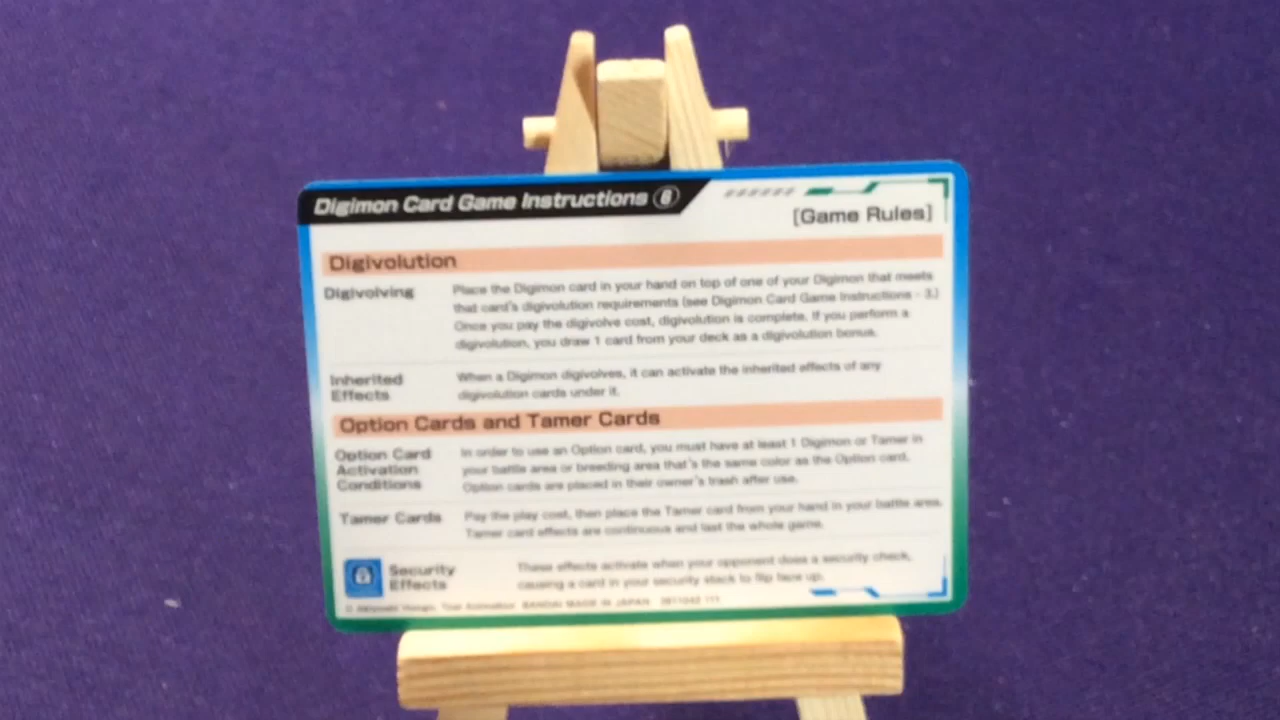 Digimon Card Game Instructions
[Game Rules]
Digivolution
Digivolving
Place the Digimon card in your hand on top of one of your Digimon that meets
that card's digivolution requirements (see Digimon Card Game Instructions - 3.)
Once you pay the digivolve cost, digivolution is complete. If you perform a
digivolution, you draw 1 card from your deck as a digivolution bonus.
Inherited
Effects
When a Digimon digivolves, it can activate the inherited effects of any
digivolution cards under it.
Option Cards and Tamer Cards
Option Card
Activation
Conditions
In order to use an Option card, you must have at least 1 Digimon or Tamer in
your battle area or breeding area that's the same color as the Option card.
Option cards are placed in their owner's trash after use.
Tamer Cards
Pay the play cost, then place the Tamer card from your hand in your battle area.
Tamer card effects are continuous and last the whole game.
Security
Effects
These effects activate when your opponent does a security check,
causing a card in your security stack to flip face up.
BANDAI MADE IN JAPAN